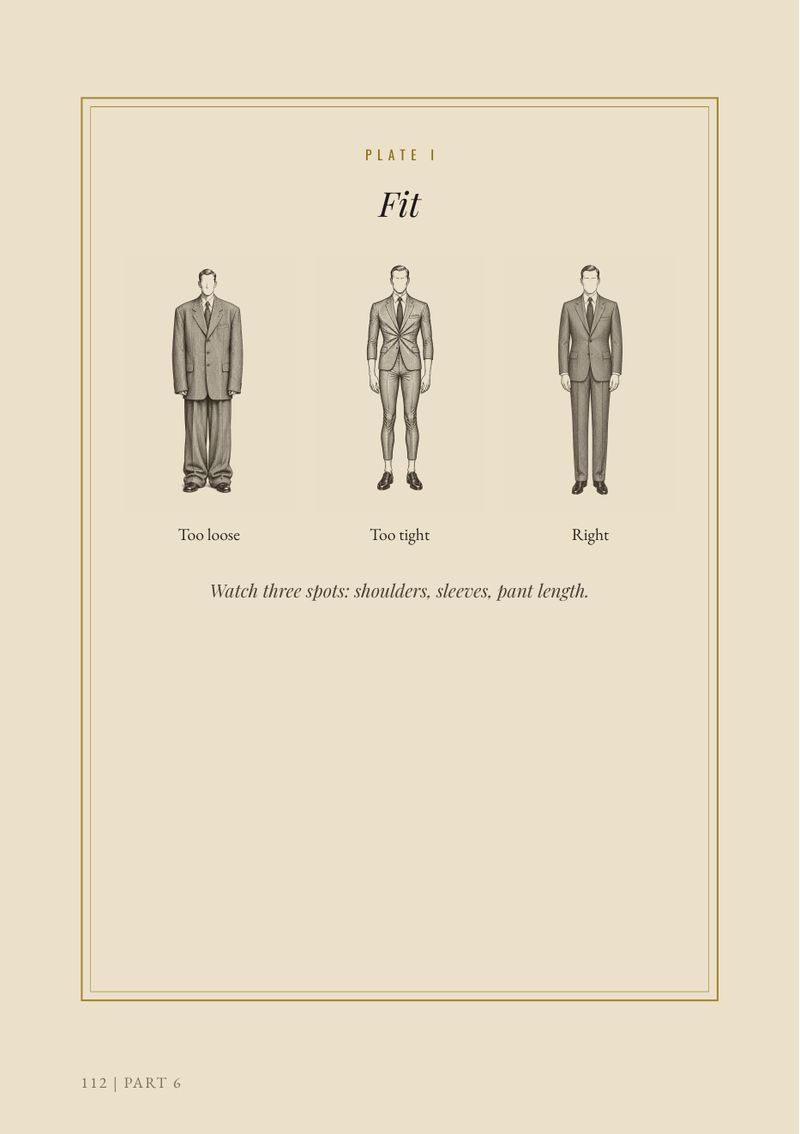 PLATE I
Fit
Too loose
Too tight
Right
Watch three spots: shoulders, sleeves, pant length.
112 | PART 6